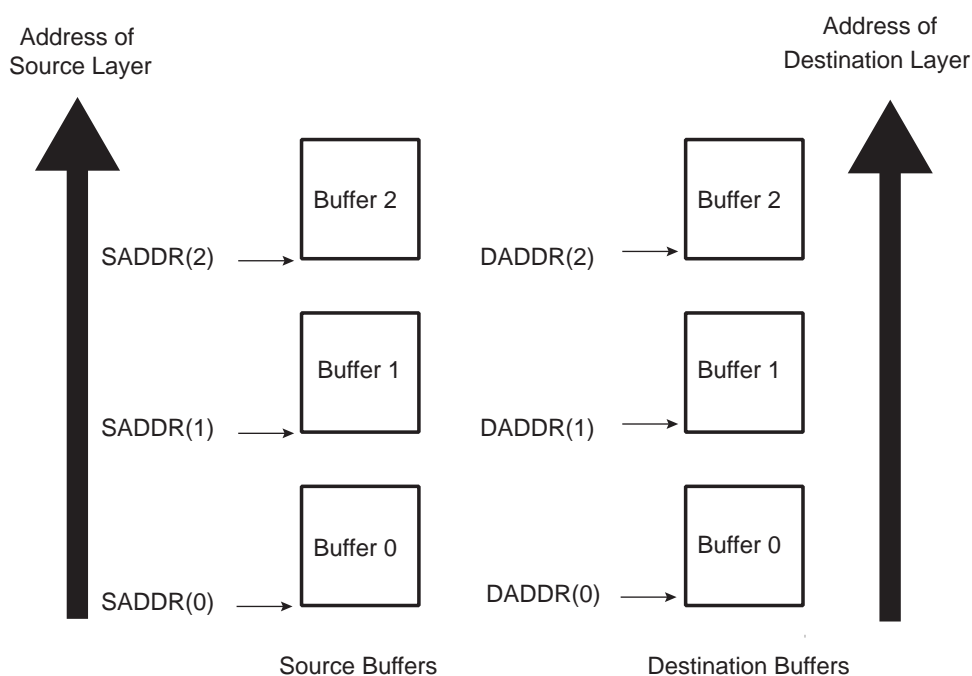 Address of
Source Layer
Address of
Destination Layer
Buffer 2
Buffer 2
SADDR(2)
DADDR(2)
Buffer 1
Buffer 1
SADDR(1)
DADDR(1)
Buffer 0
Buffer 0
SADDR(0)
DADDR(0)
Source Buffers
Destination Buffers